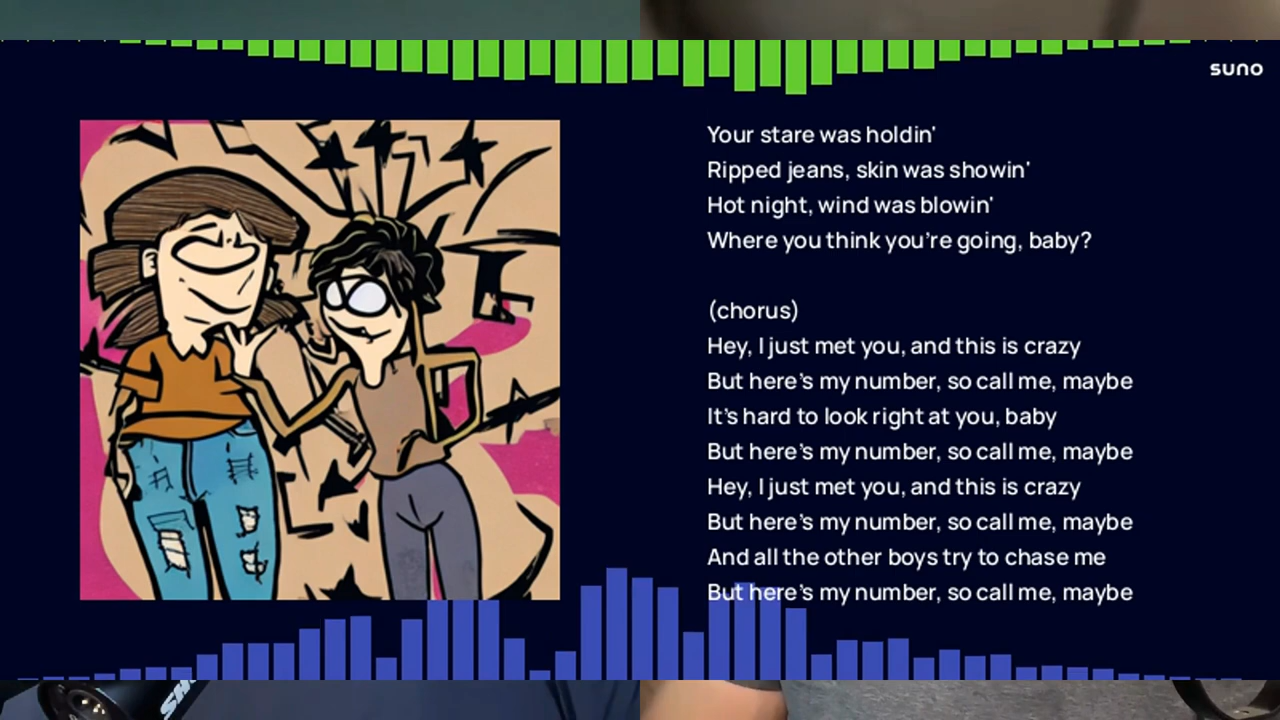 suno
Your stare was holdin'
Ripped jeans, skin was showin'
Hot night, wind was blowin'
Where you think you’re going, baby?
(chorus)
Hey, I just met you, and this is crazy
But here’s my number, so call me, maybe
It’s hard to look right at you, baby
But here’s my number, so call me, maybe
Hey, I just met you, and this is crazy
But here’s my number, so call me, maybe
And all the other boys try to chase me
But here’s my number, so call me, maybe